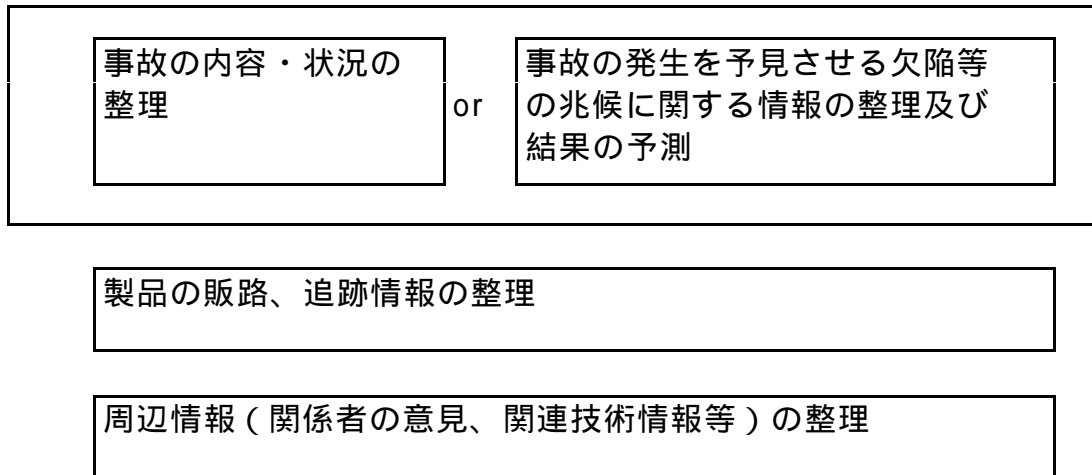 事故の内容・状況の
整理
or
事故の発生を予見させる欠陥等
の兆候に関する情報の整理及び
結果の予測
製品の販路、追跡情報の整理
周辺情報(関係者の意見、関連技術情報等)の整理